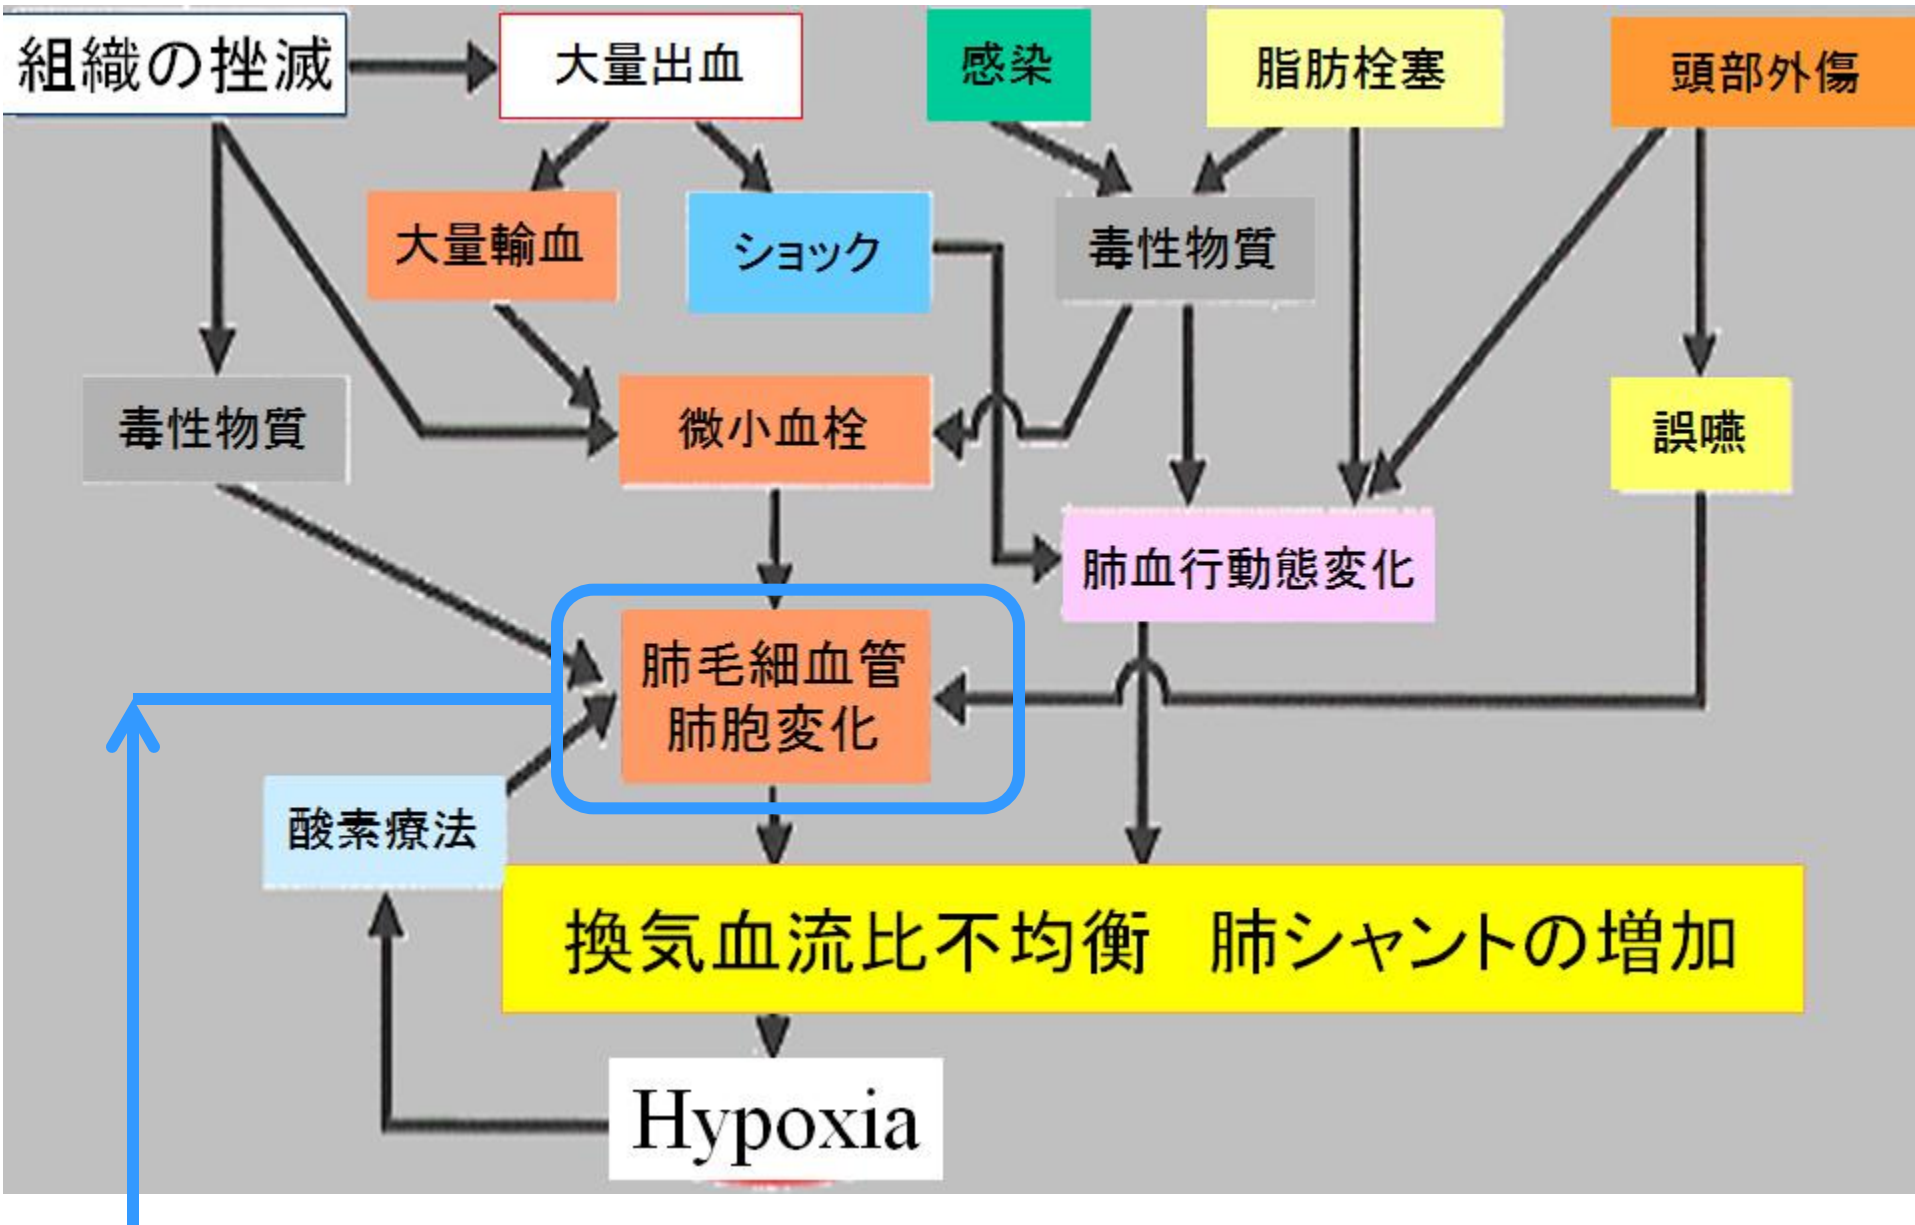 組織の挫滅
大量出血
感染
脂肪栓塞
頭部外傷
大量輸血
ショック
毒性物質
毒性物質
微小血栓
誤嚥
肺血行動態変化
肺毛細血管
肺胞変化
酸素療法
換気血流比不均衡　肺シャントの増加
Hypoxia